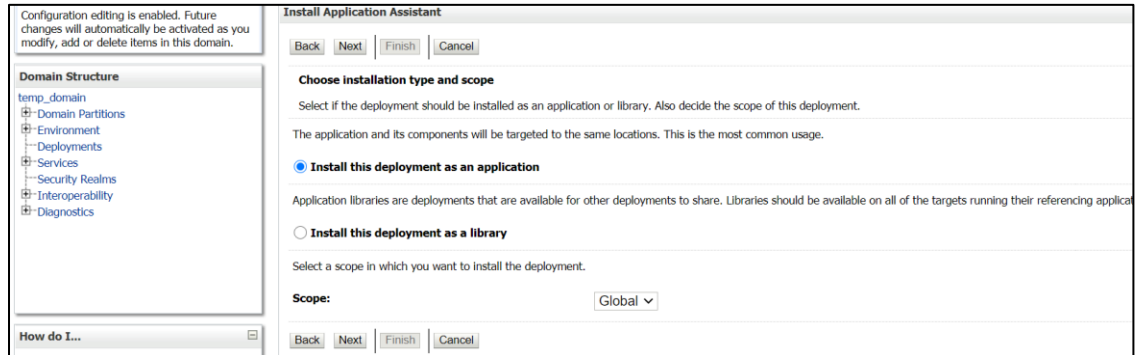 Configuration editing is enabled. Future
changes will automatically be activated as you
modify, add or delete items in this domain.
Domain Structure
temp_domain
Domain Partitions
Environment
Deployments
Services
Security Realms
Interoperability
Diagnostics
How do I...
Install Application Assistant
Back Next Finish Cancel
Choose installation type and scope
Select if the deployment should be installed as an application or library. Also decide the scope of this deployment.
The application and its components will be targeted to the same locations. This is the most common usage.
Install this deployment as an application
Application libraries are deployments that are available for other deployments to share. Libraries should be available on all of the targets running their referencing applicat
Install this deployment as a library
Select a scope in which you want to install the deployment.
Scope: Global
Back Next Finish Cancel